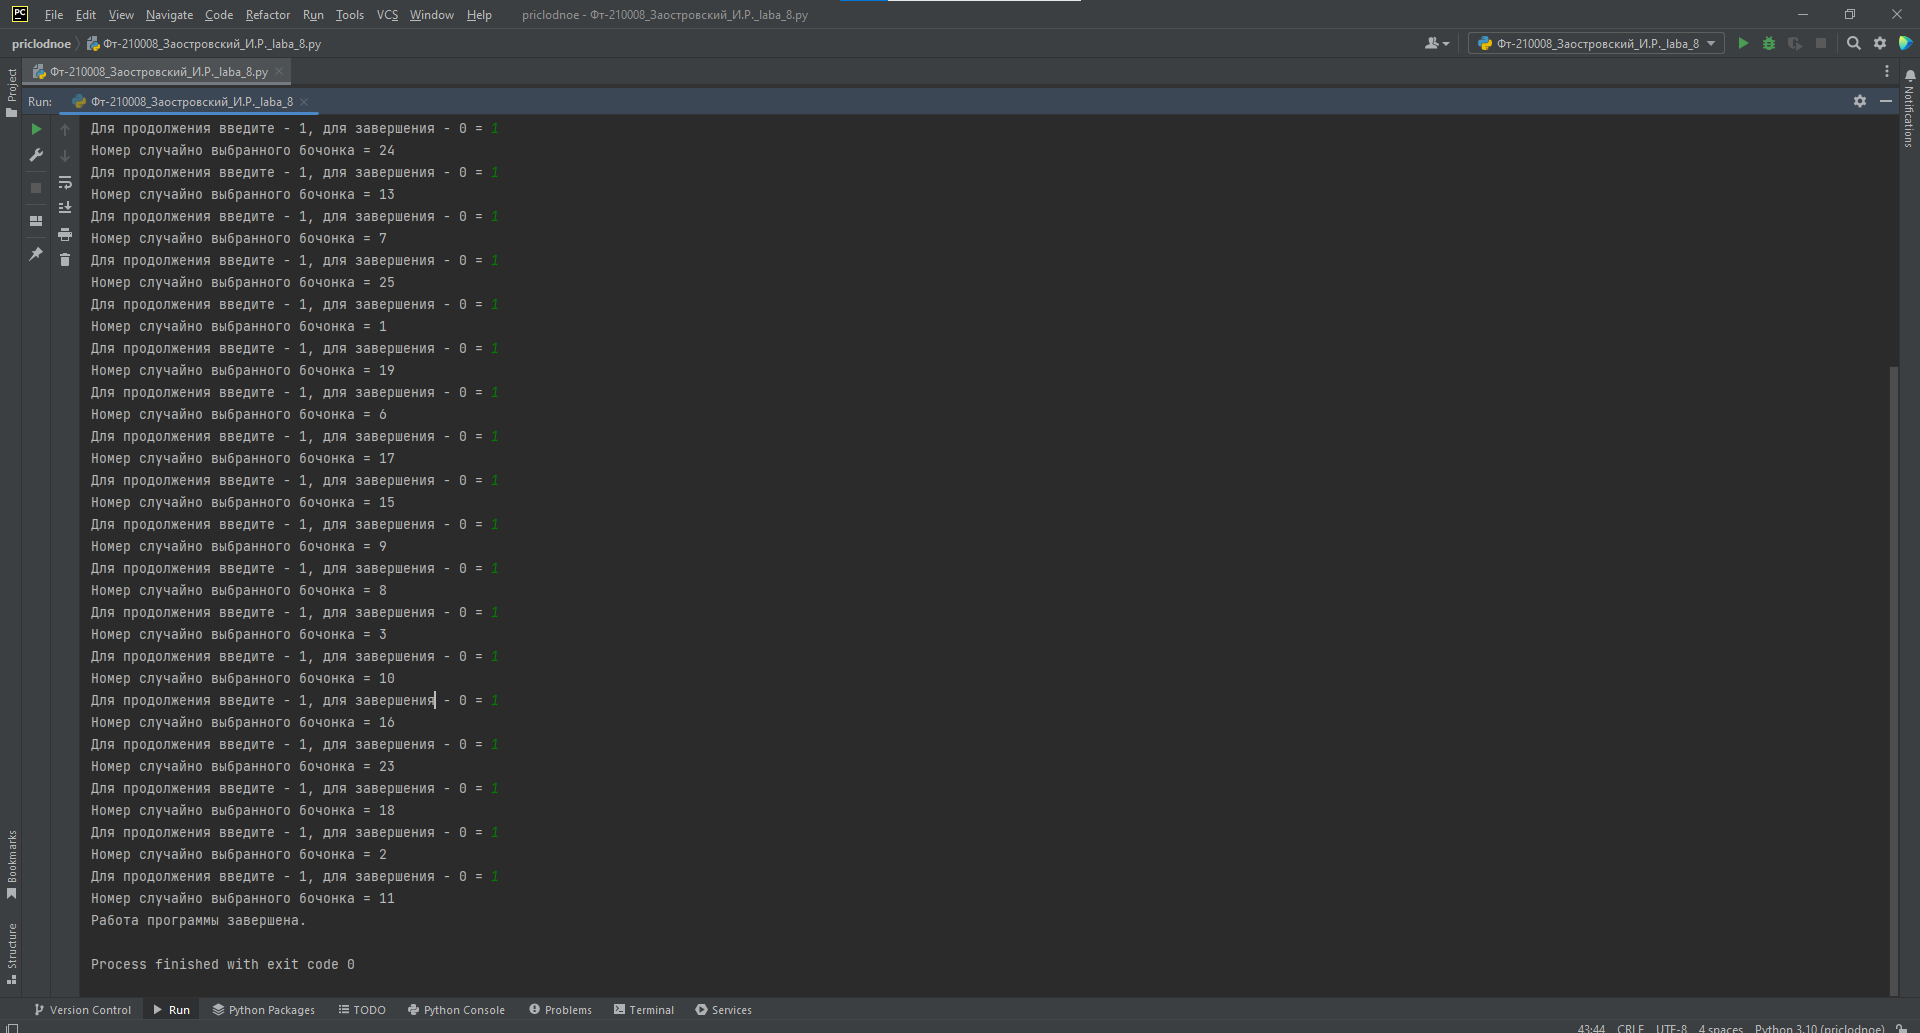 PC File Edit View Navigate Code Refactor Run Tools VCS Window Help priclodnoe - Фт-210008_Заостровский_И.Р._laba_8.py
priclodnoe Фт-210008_Заостровский_И.Р._laba_8.py Фт-210008_Заостровский_И.Р._laba_8
Фт-210008_Заостровский_И.Р._laba_8.py
Project
Notifications
Run: Фт-210008_Заостровский_И.Р._laba_8
Для продолжения введите - 1, для завершения - 0 = 1
Номер случайно выбранного бочонка = 24
Для продолжения введите - 1, для завершения - 0 = 1
Номер случайно выбранного бочонка = 13
Для продолжения введите - 1, для завершения - 0 = 1
Номер случайно выбранного бочонка = 7
Для продолжения введите - 1, для завершения - 0 = 1
Номер случайно выбранного бочонка = 25
Для продолжения введите - 1, для завершения - 0 = 1
Номер случайно выбранного бочонка = 1
Для продолжения введите - 1, для завершения - 0 = 1
Номер случайно выбранного бочонка = 19
Для продолжения введите - 1, для завершения - 0 = 1
Номер случайно выбранного бочонка = 6
Для продолжения введите - 1, для завершения - 0 = 1
Номер случайно выбранного бочонка = 17
Для продолжения введите - 1, для завершения - 0 = 1
Номер случайно выбранного бочонка = 15
Для продолжения введите - 1, для завершения - 0 = 1
Номер случайно выбранного бочонка = 9
Для продолжения введите - 1, для завершения - 0 = 1
Номер случайно выбранного бочонка = 8
Для продолжения введите - 1, для завершения - 0 = 1
Номер случайно выбранного бочонка = 3
Для продолжения введите - 1, для завершения - 0 = 1
Номер случайно выбранного бочонка = 10
Для продолжения введите - 1, для завершения - 0 = 1
Номер случайно выбранного бочонка = 16
Для продолжения введите - 1, для завершения - 0 = 1
Номер случайно выбранного бочонка = 23
Для продолжения введите - 1, для завершения - 0 = 1
Номер случайно выбранного бочонка = 18
Для продолжения введите - 1, для завершения - 0 = 1
Номер случайно выбранного бочонка = 2
Для продолжения введите - 1, для завершения - 0 = 1
Номер случайно выбранного бочонка = 11
Работа программы завершена.
Process finished with exit code 0
Bookmarks
Structure
Version Control Run Python Packages TODO Python Console Problems Terminal Services
43:44 CRLF UTF-8 4 spaces Python 3.10 (priclodnoe)